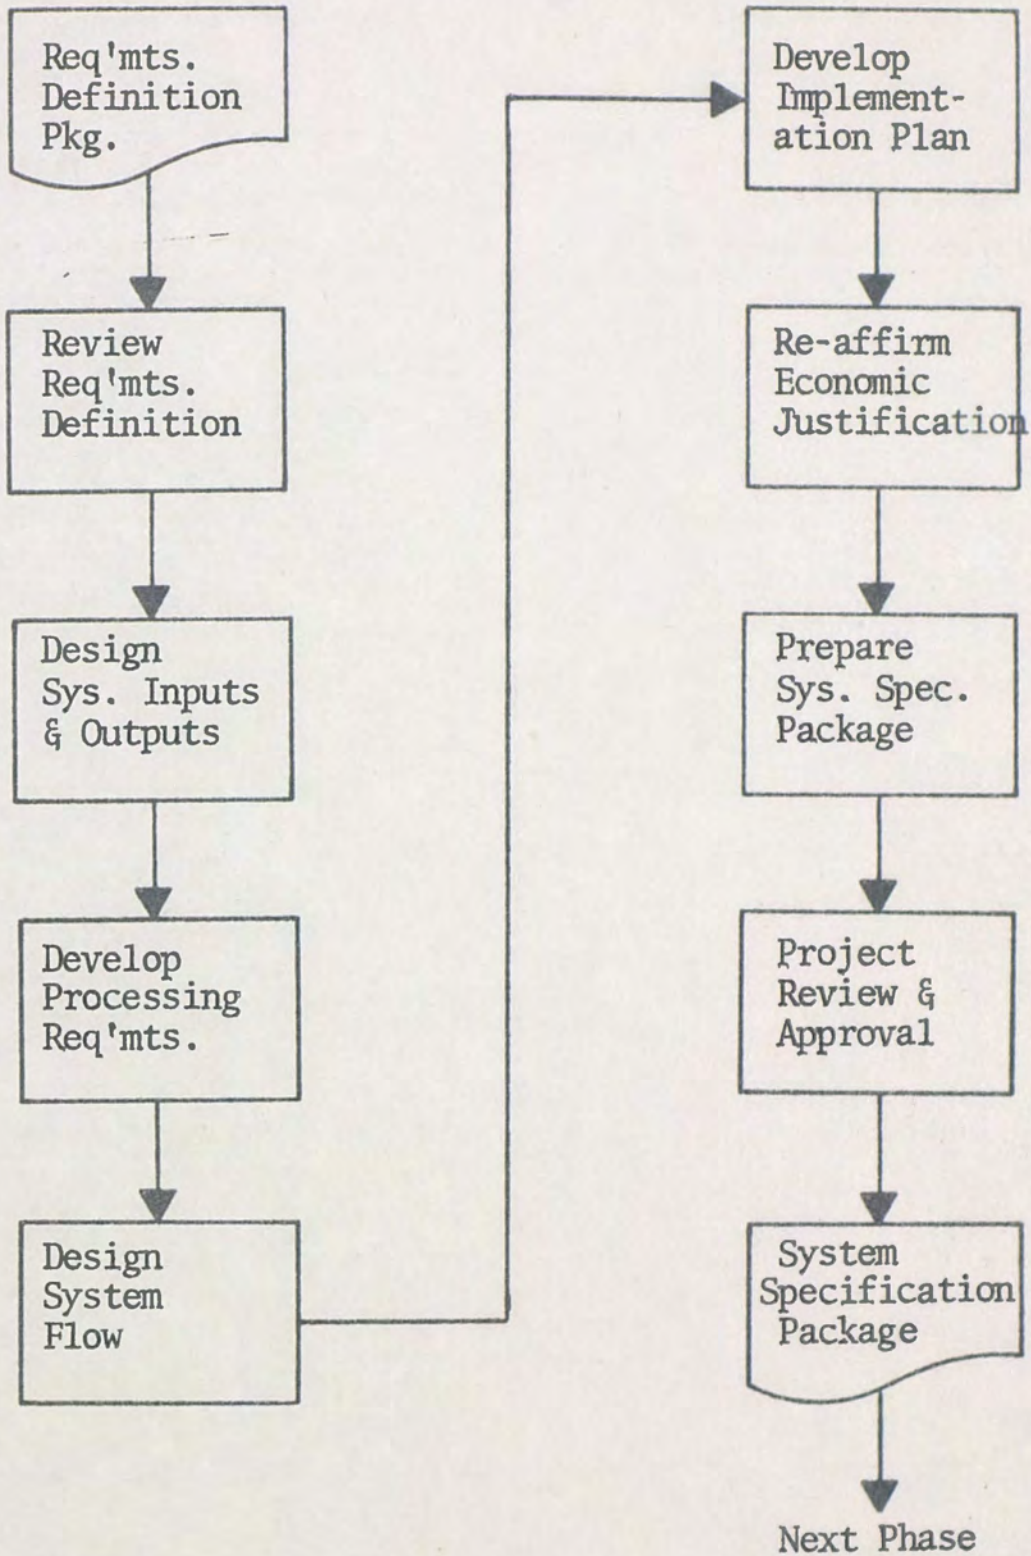 Req'mts.
Definition
Pkg.
Review
Req'mts.
Definition
Design
Sys. Inputs
& Outputs
Develop
Processing
Req'mts.
Design
System
Flow
Develop
Implement-
ation Plan
Re-affirm
Economic
Justification
Prepare
Sys. Spec.
Package
Project
Review &
Approval
System
Specification
Package
Next Phase